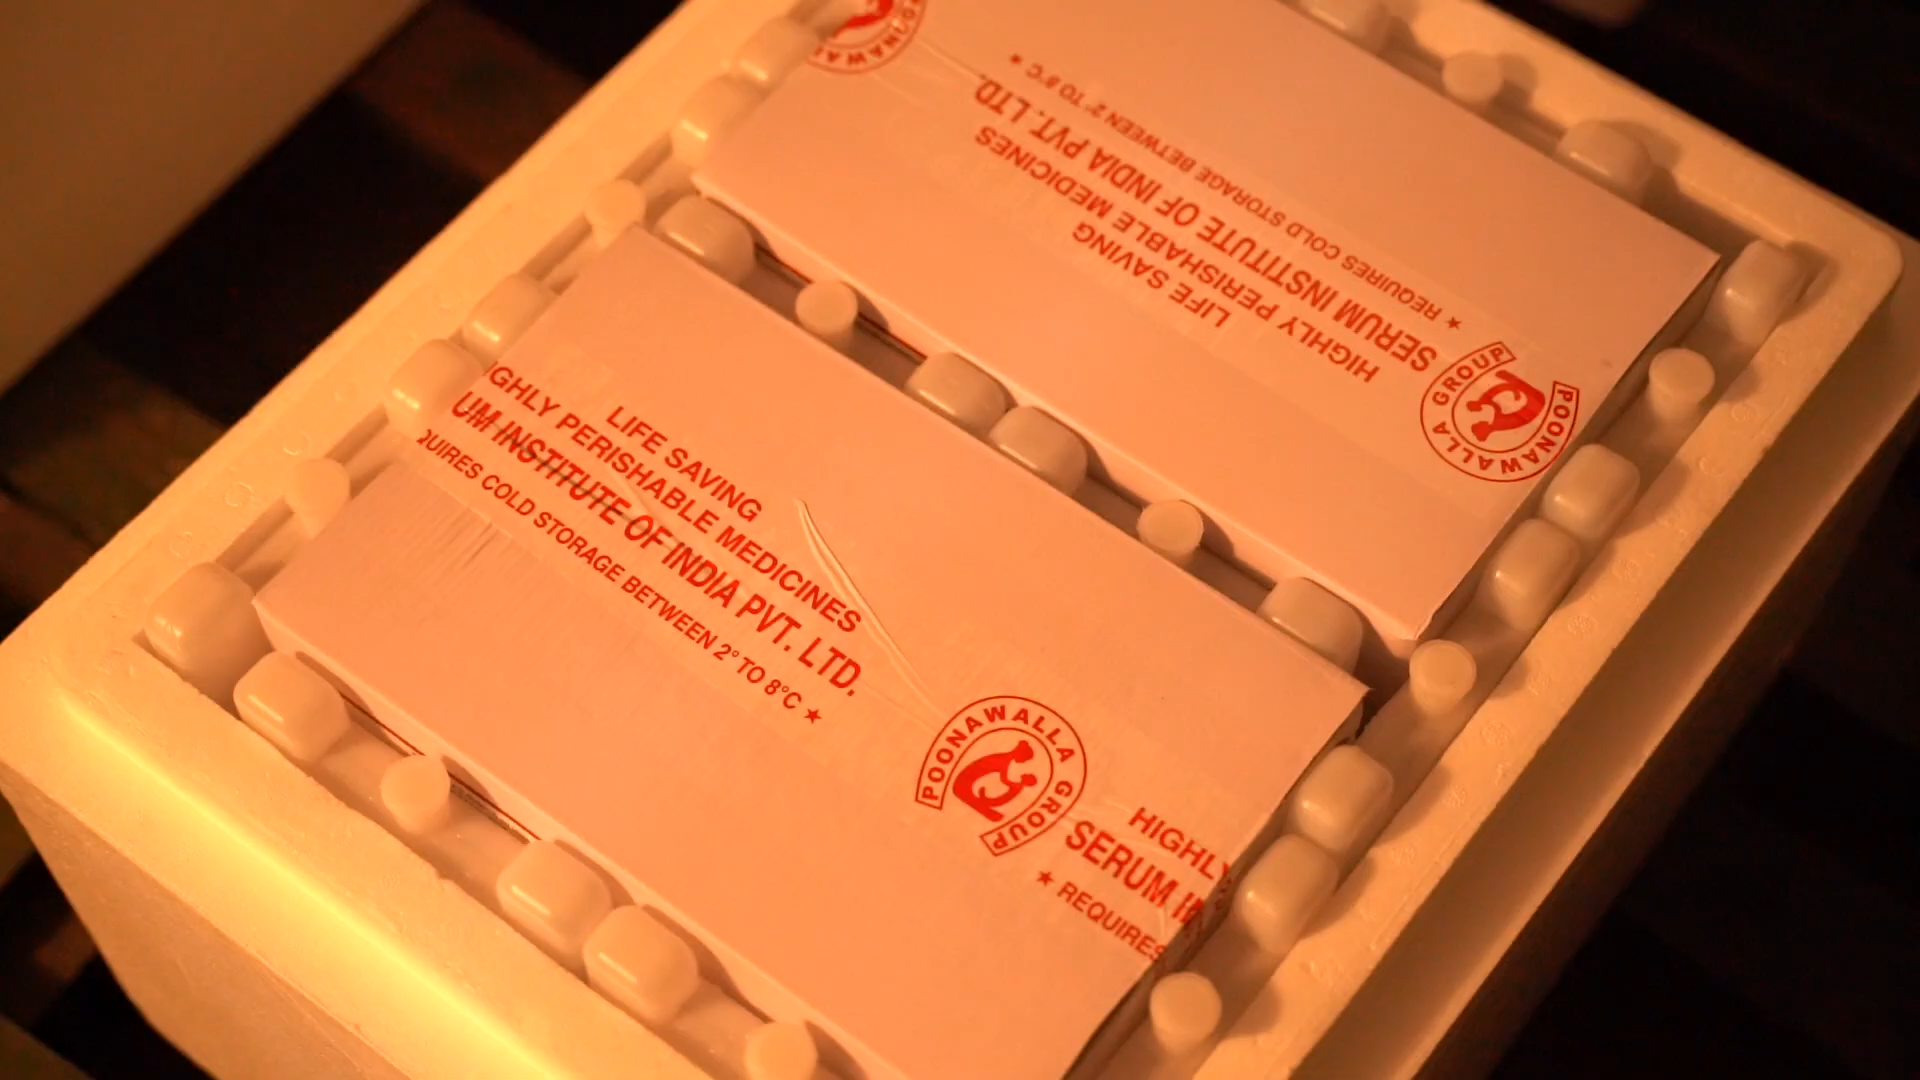 POONAWALLA
LIFE SAVING
HIGHLY PERISHABLE MEDICINES
SERUM INSTITUTE OF INDIA PVT. LTD.
★ REQUIRES COLD STORAGE BETWEEN 2° TO 8°C ★
POONAWALLA GROUP
LIFE SAVING
IGHLY PERISHABLE MEDICINES
UM INSTITUTE OF INDIA PVT. LTD.
QUIRES COLD STORAGE BETWEEN 2° TO 8°C ★
POONAWALLA GROUP
HIGHLY
SERUM IN
★ REQUIRES